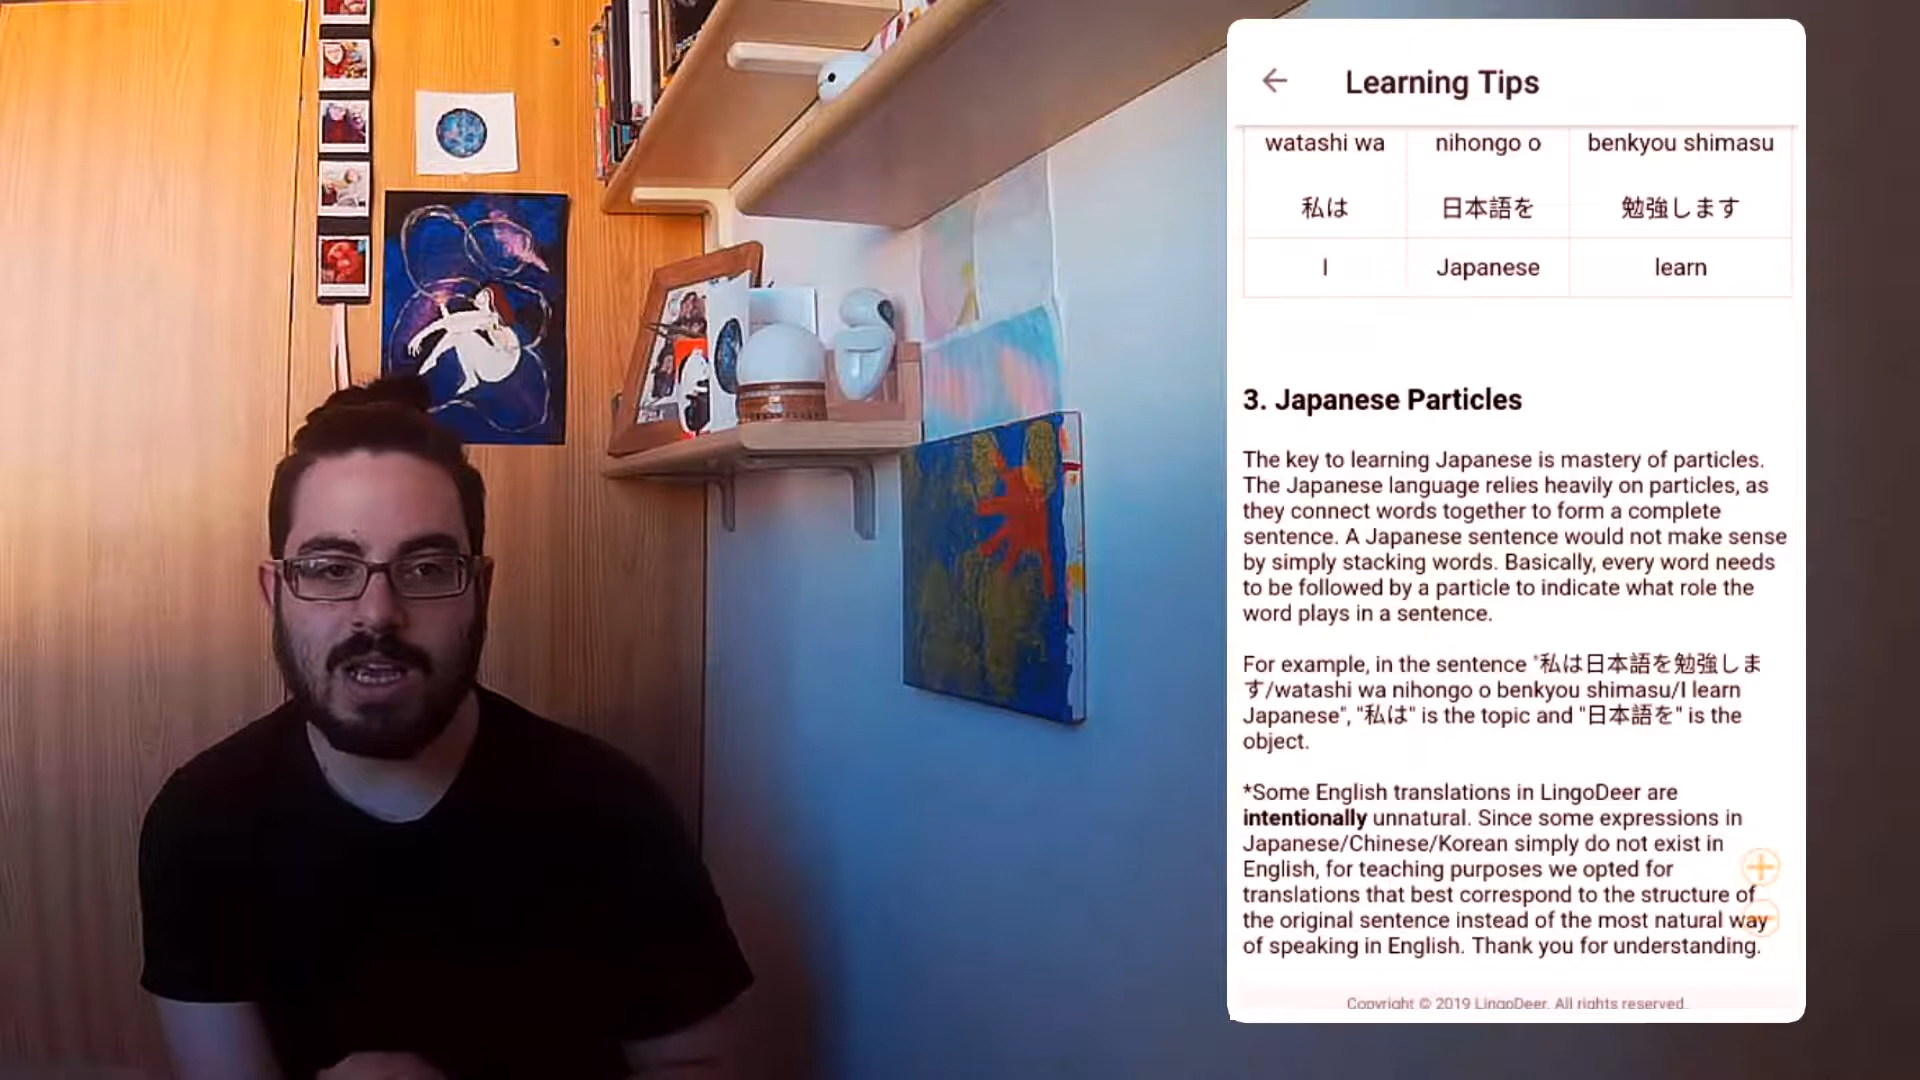 Learning Tips
watashi wa nihongo o benkyou shimasu
私は 日本語を 勉強します
I Japanese learn
3. Japanese Particles
The key to learning Japanese is mastery of particles.
The Japanese language relies heavily on particles, as
they connect words together to form a complete
sentence. A Japanese sentence would not make sense
by simply stacking words. Basically, every word needs
to be followed by a particle to indicate what role the
word plays in a sentence.
For example, in the sentence "私は日本語を勉強しま
す/watashi wa nihongo o benkyou shimasu/I learn
Japanese", "私は" is the topic and "日本語を" is the
object.
*Some English translations in LingoDeer are
intentionally unnatural. Since some expressions in
Japanese/Chinese/Korean simply do not exist in
English, for teaching purposes we opted for
translations that best correspond to the structure of
the original sentence instead of the most natural way
of speaking in English. Thank you for understanding.
Copyright © 2019 LingoDeer. All rights reserved.